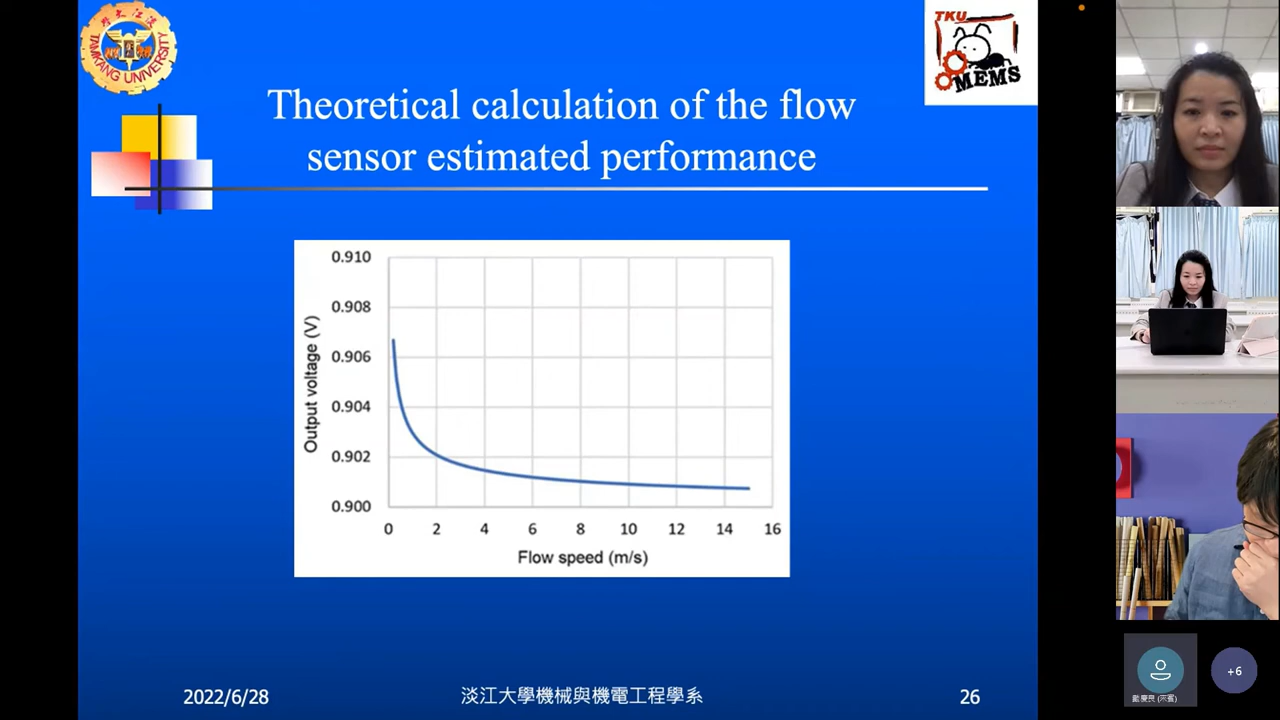 TAMKANG UNIVERSITY
TKU
MEMS
Theoretical calculation of the flow
sensor estimated performance
0.910
0.908
0.906
0.904
0.902
0.900
Output voltage (V)
0 2 4 6 8 10 12 14 16
Flow speed (m/s)
2022/6/28
淡江大學機械與機電工程學系
26
+6